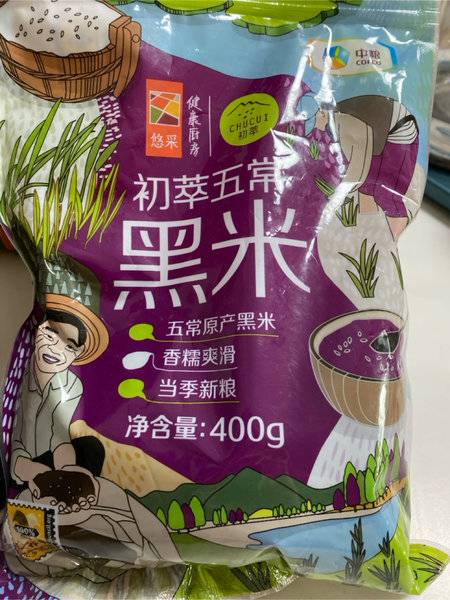 中粮
COFCO
悠采
健康厨房
CHUCUI
初萃
初萃五常
黑米
五常原产黑米
香糯爽滑
当季新粮
净含量:400g
100%